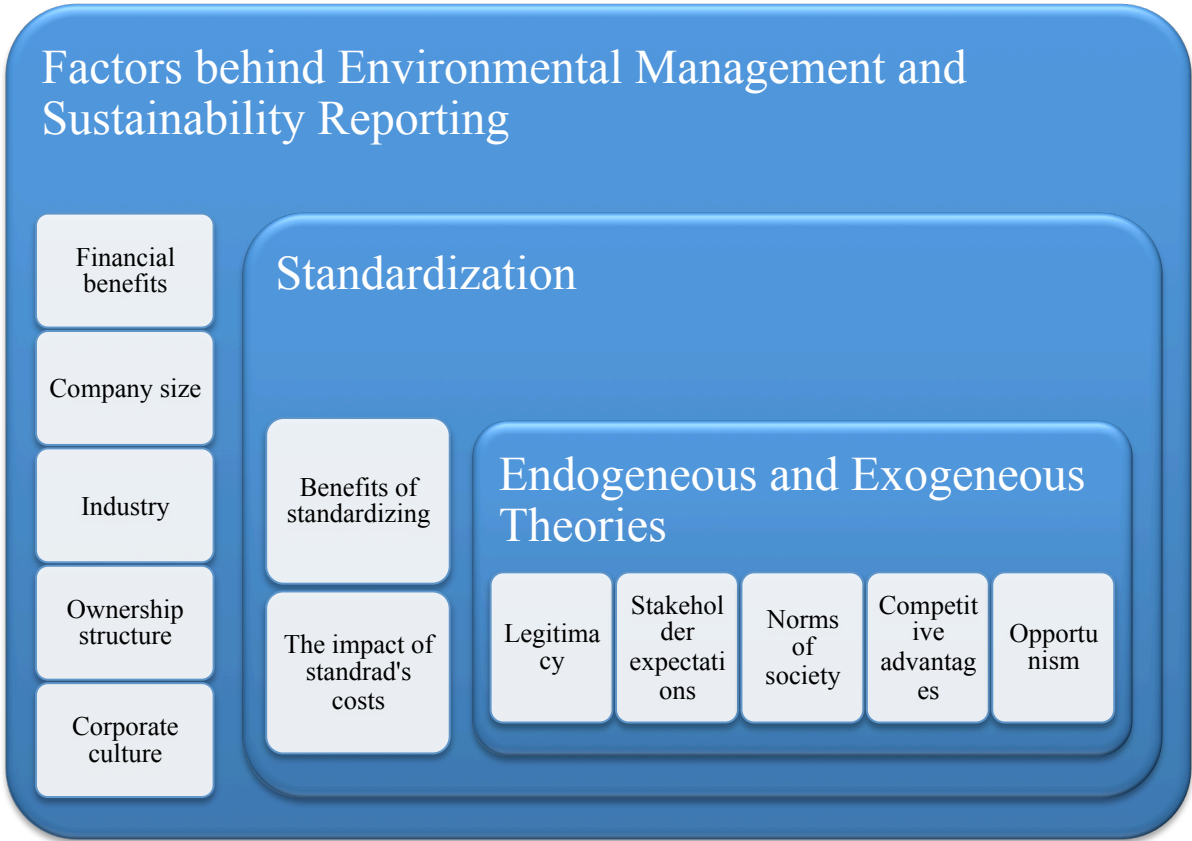 Factors behind Environmental Management and
Sustainability Reporting
Financial
benefits
Company size
Industry
Ownership
structure
Corporate
culture
Standardization
Benefits of
standardizing
The impact of
standrad's
costs
Endogeneous and Exogeneous
Theories
Legitima
cy
Stakehol
der
expectati
ons
Norms
of
society
Competit
ive
advantag
es
Opportu
nism